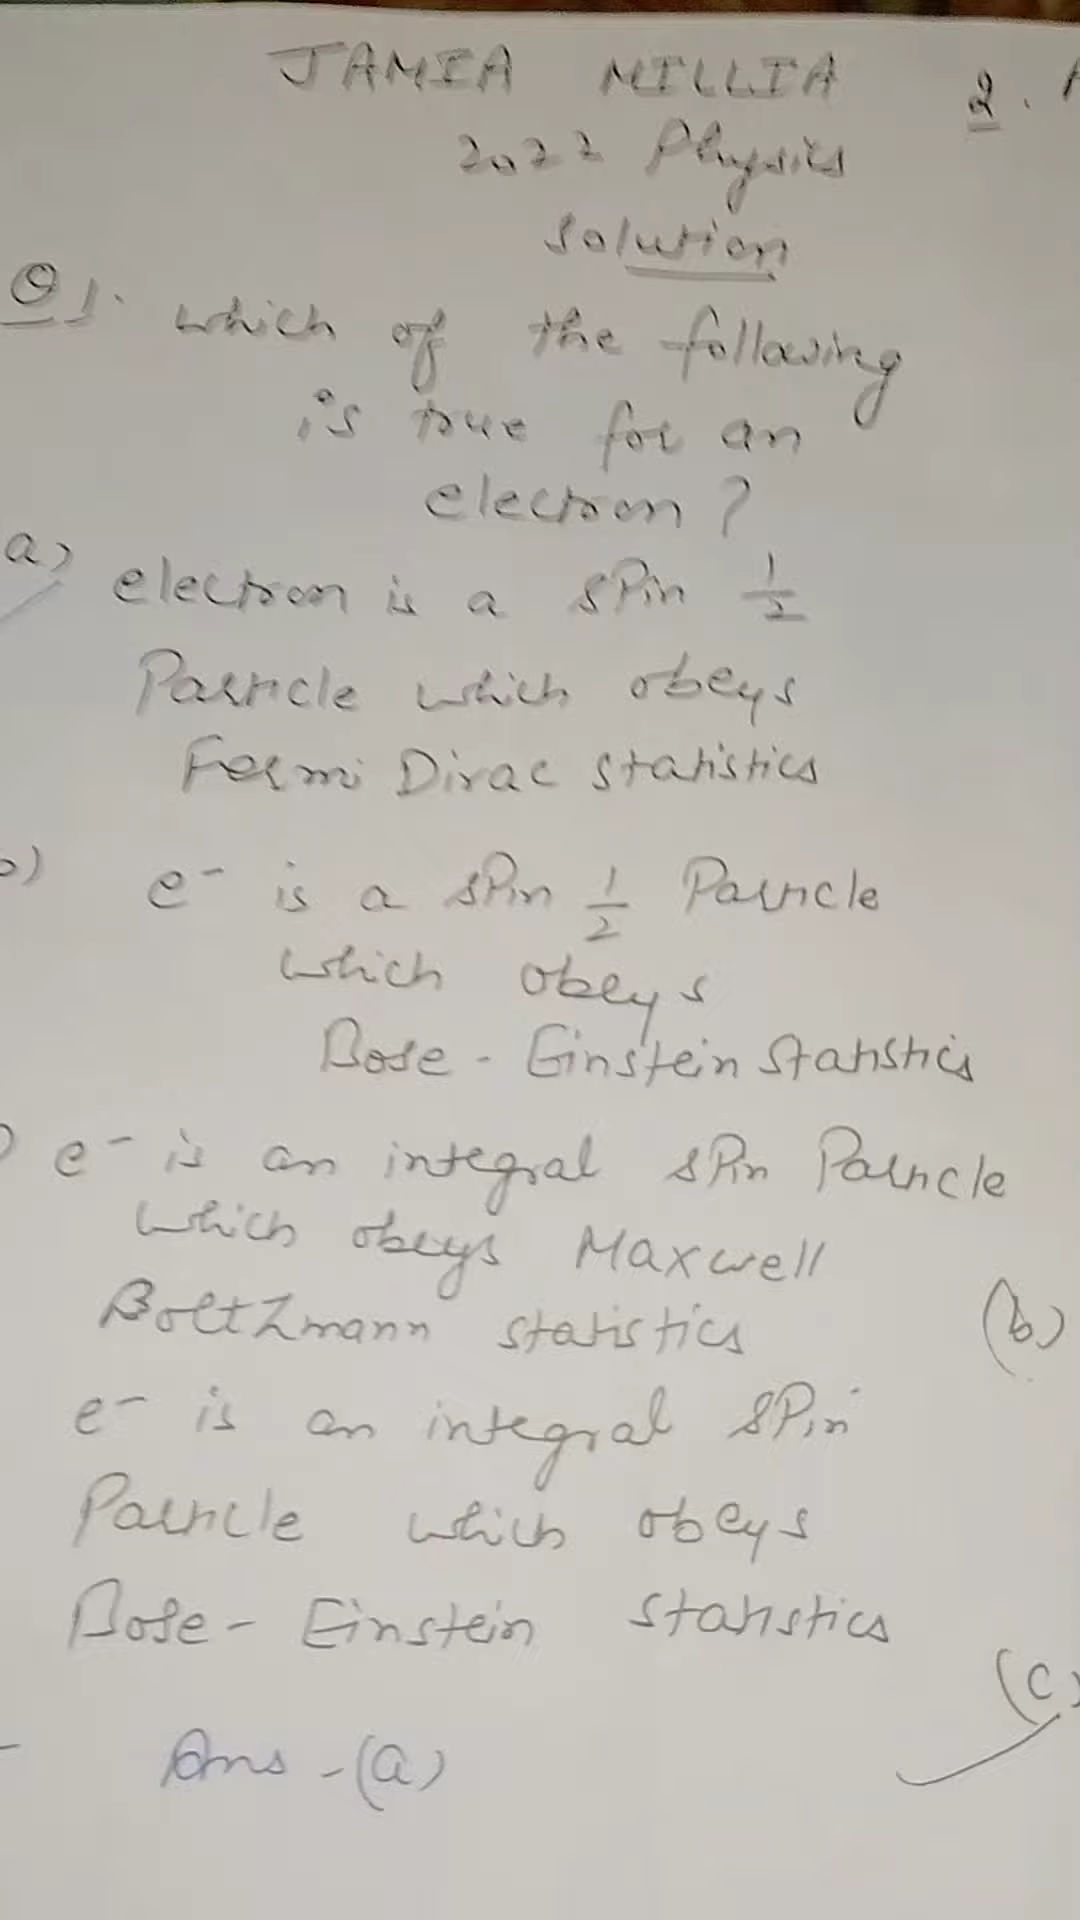 JAMIA MILLIA
2022 Physics
Solution
Q1. which of the following
is true for an
electron?
a) electron is a spin 1/2
Particle which obeys
Fermi Dirac statistics
b) e- is a spin 1/2 Particle
which obeys
Bose - Einstein Statistics
e- is an integral spin Particle
which obeys Maxwell
Boltzmann statistics
e- is an integral spin
Particle which obeys
Bose - Einstein statistics
Ans - (a)
2.
(b)
(c)